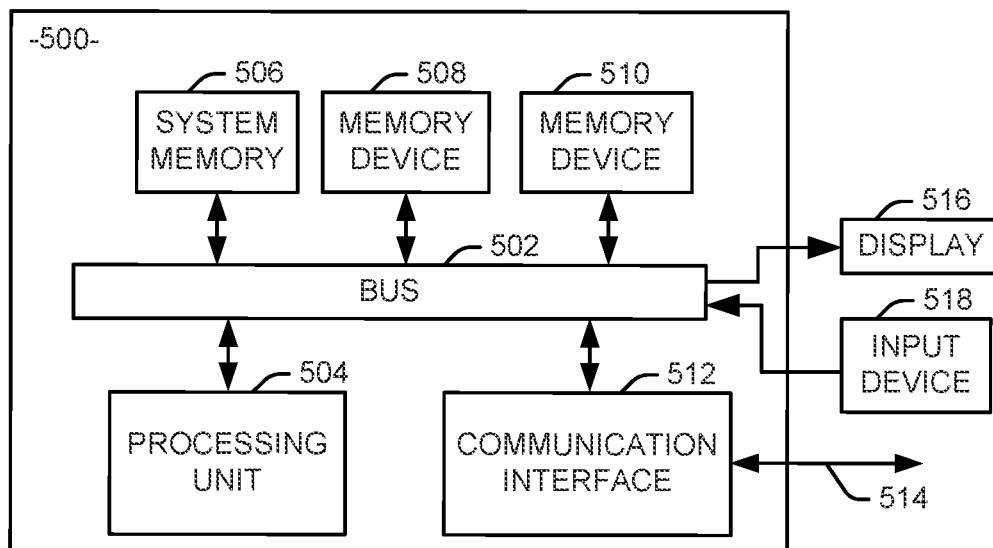 -500-
506
508
510
SYSTEM
MEMORY
MEMORY
DEVICE
MEMORY
DEVICE
516
DISPLAY
502
BUS
518
INPUT
DEVICE
504
512
PROCESSING
UNIT
COMMUNICATION
INTERFACE
514